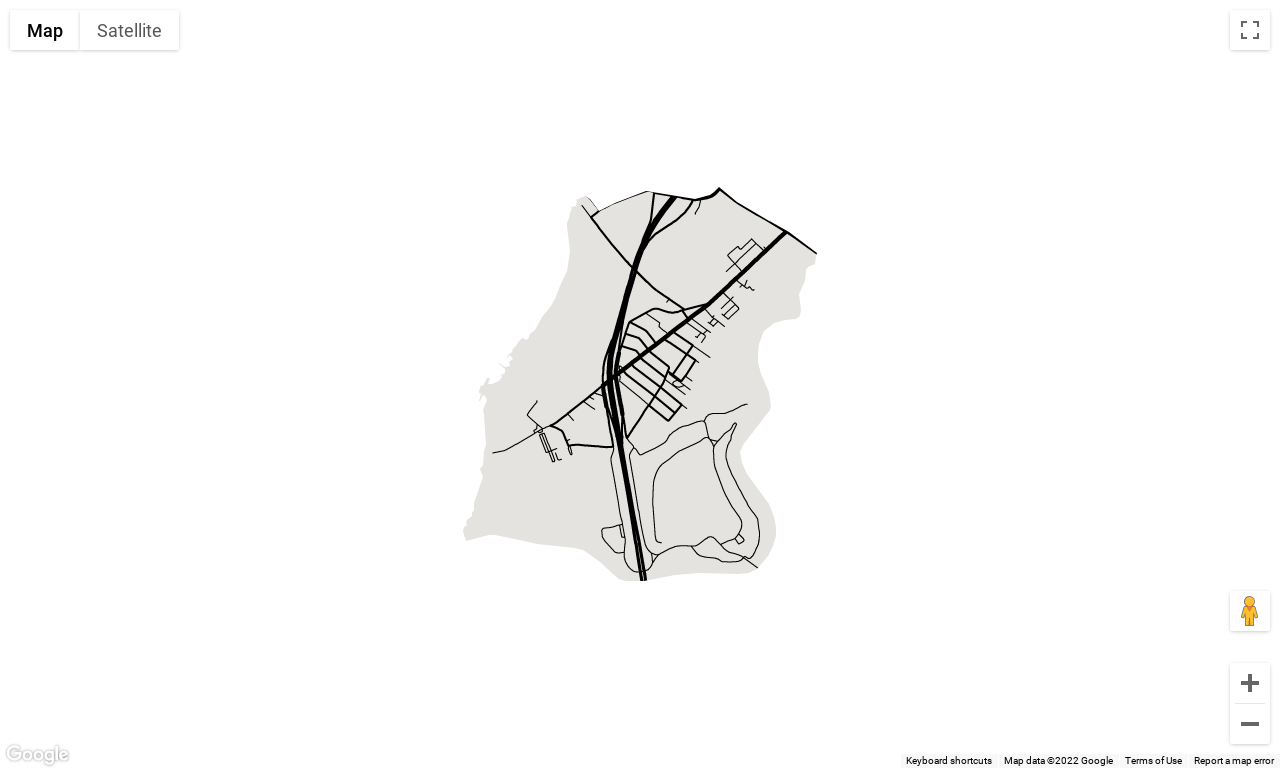 Map Satellite
Google
Keyboard shortcuts Map data ©2022 Google Terms of Use Report a map error